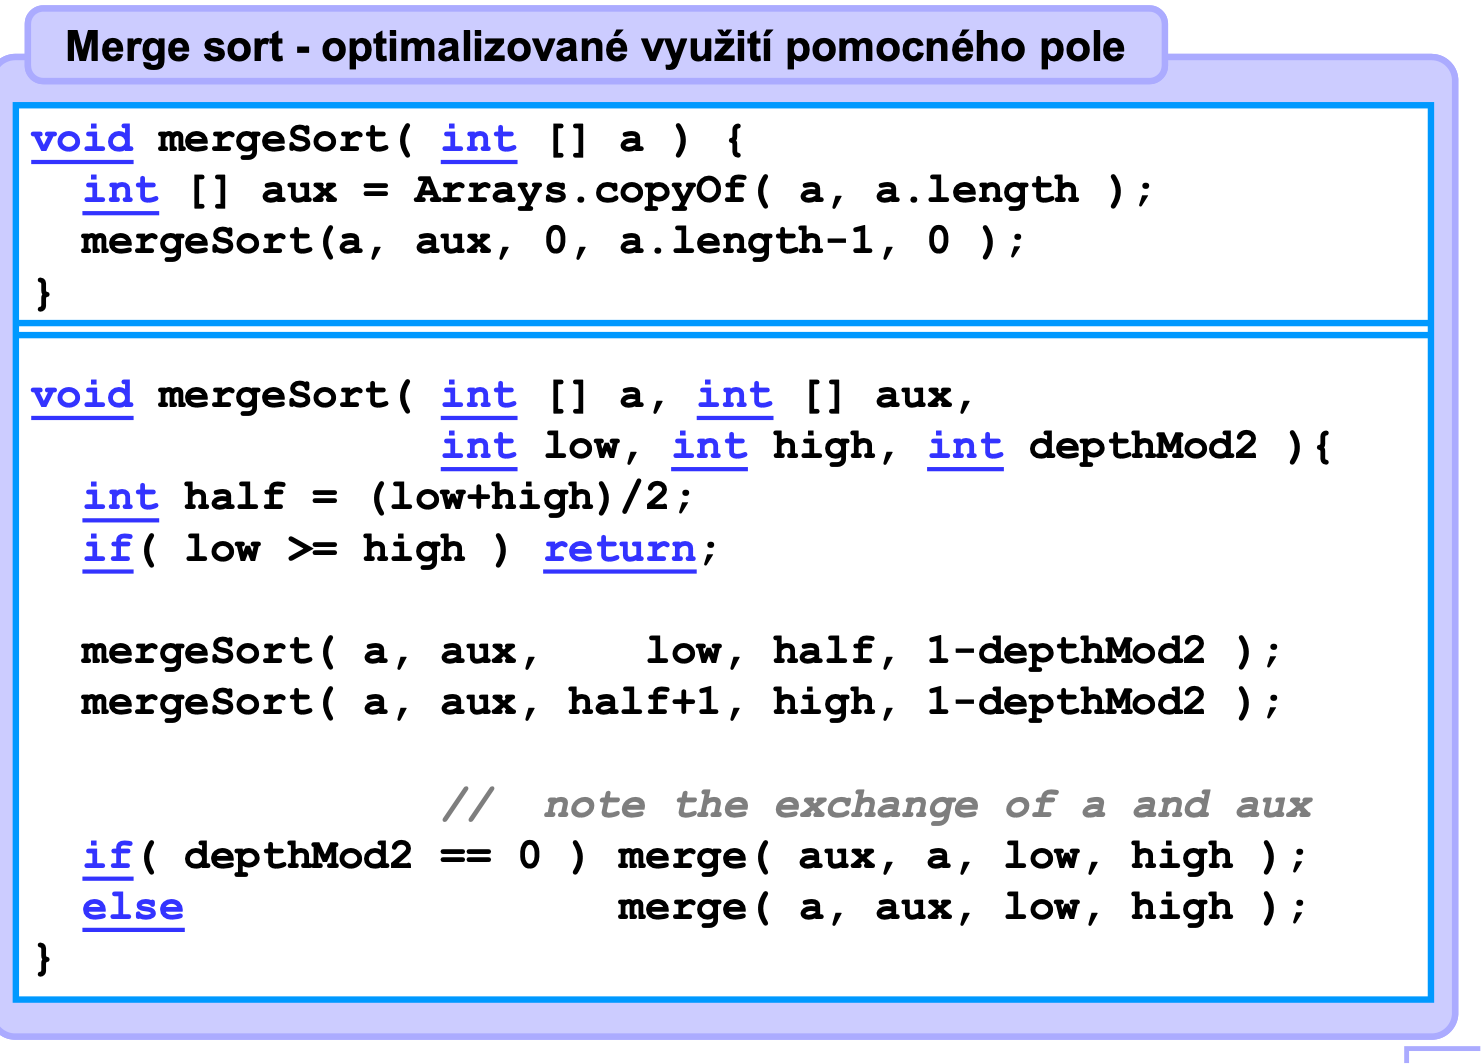 Merge sort - optimalizované využití pomocného pole
void mergeSort( int [] a ) {
  int [] aux = Arrays.copyOf( a, a.length );
  mergeSort(a, aux, 0, a.length-1, 0 );
}
void mergeSort( int [] a, int [] aux,
                int low, int high, int depthMod2 ){
  int half = (low+high)/2;
  if( low >= high ) return;
  mergeSort( a, aux,    low, half, 1-depthMod2 );
  mergeSort( a, aux, half+1, high, 1-depthMod2 );
                //  note the exchange of a and aux
  if( depthMod2 == 0 ) merge( aux, a, low, high );
  else                 merge( a, aux, low, high );
}